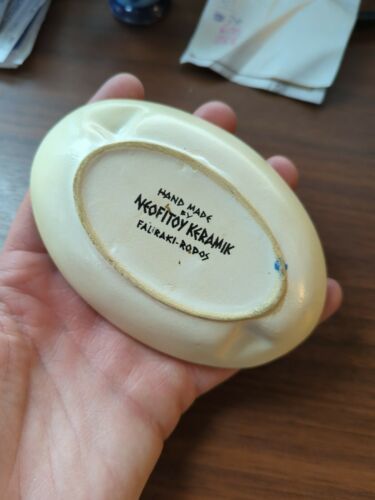 HAND MADE
BY
NEOFITOY KERAMIK
FALIRAKI-RODOS